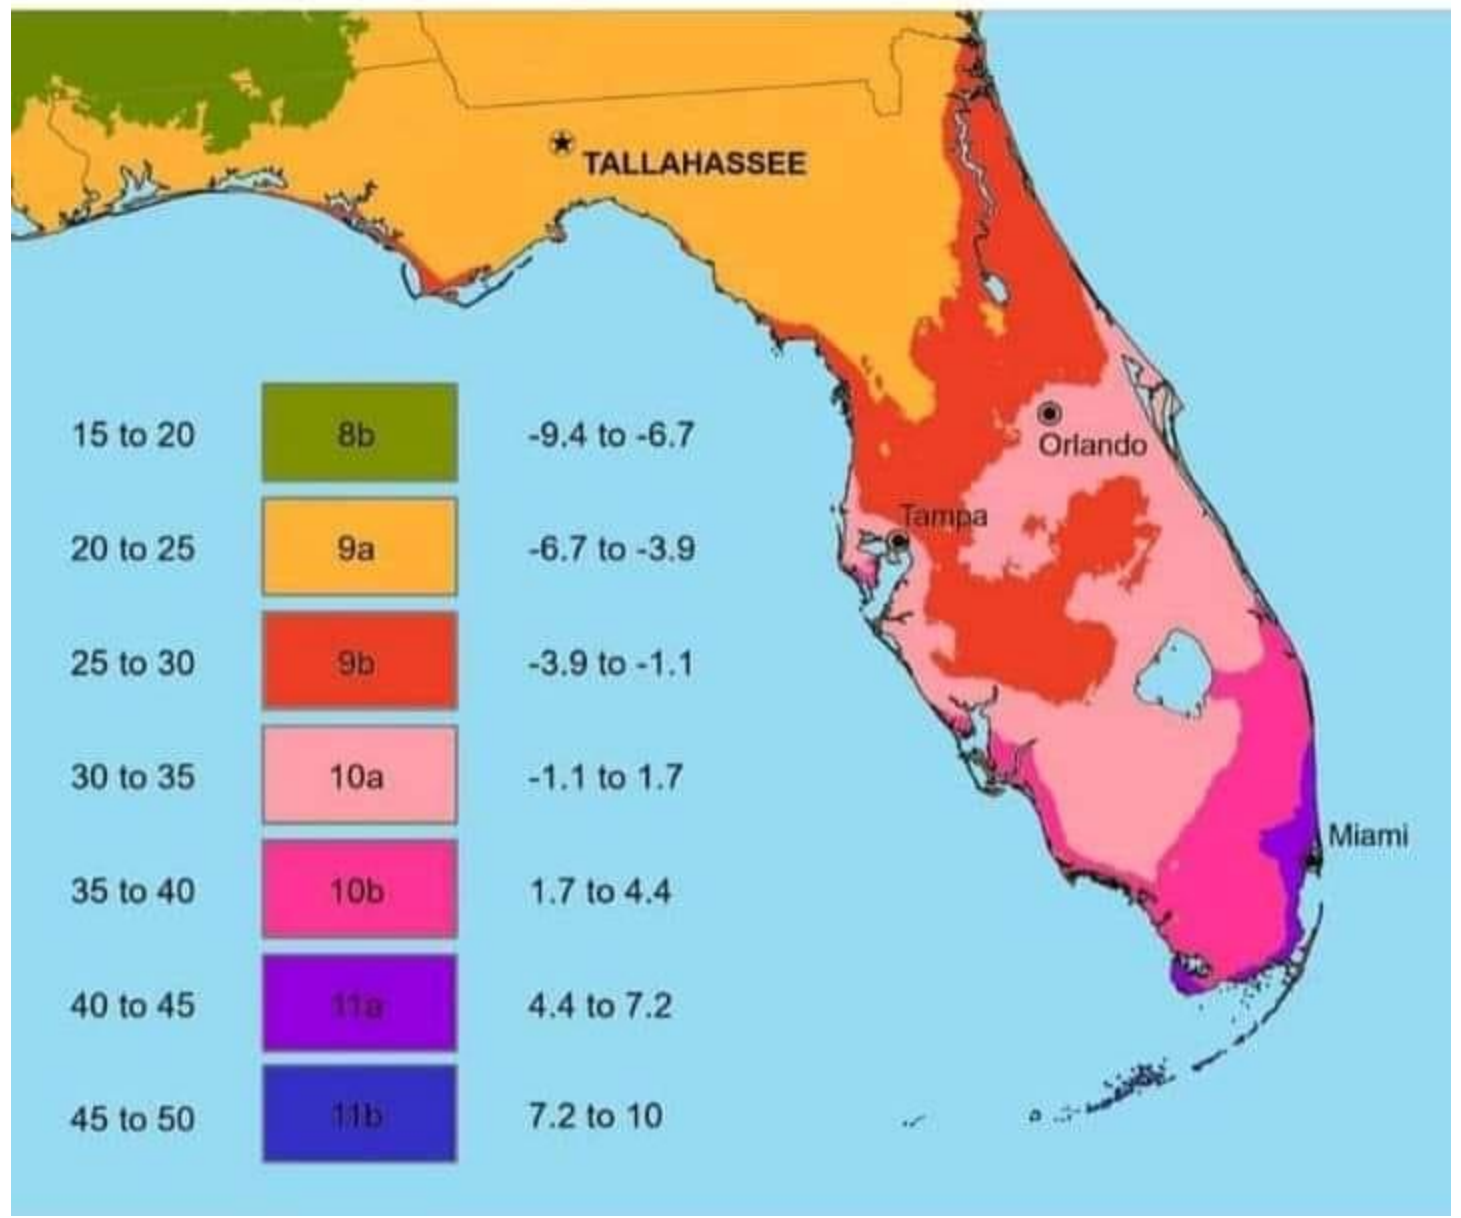 TALLAHASSEE
Orlando
Tampa
Miami
15 to 20 8b -9.4 to -6.7
20 to 25 9a -6.7 to -3.9
25 to 30 9b -3.9 to -1.1
30 to 35 10a -1.1 to 1.7
35 to 40 10b 1.7 to 4.4
40 to 45 11a 4.4 to 7.2
45 to 50 11b 7.2 to 10